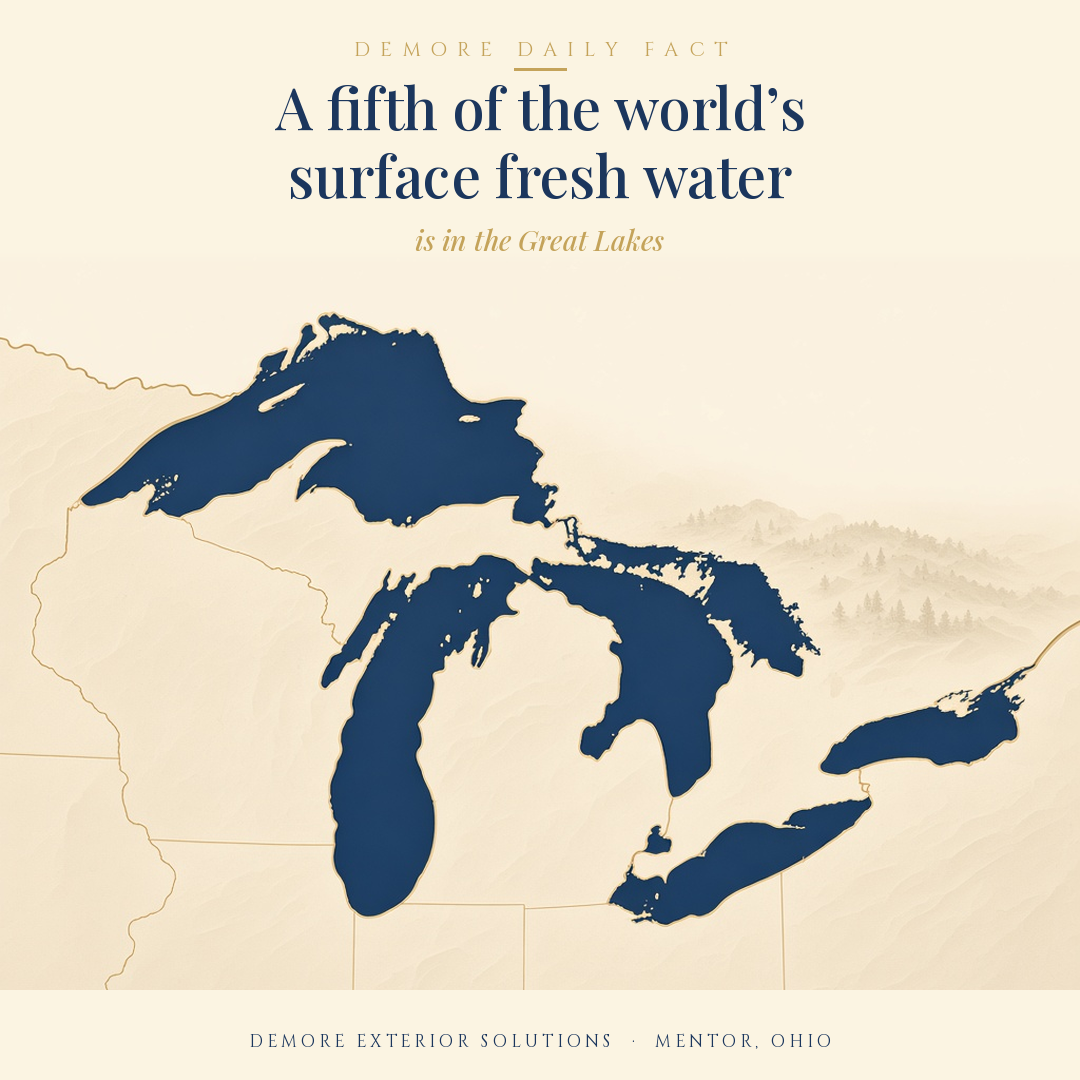 DEMORE DAILY FACT
A fifth of the world’s
surface fresh water
is in the Great Lakes
DEMORE EXTERIOR SOLUTIONS · MENTOR, OHIO